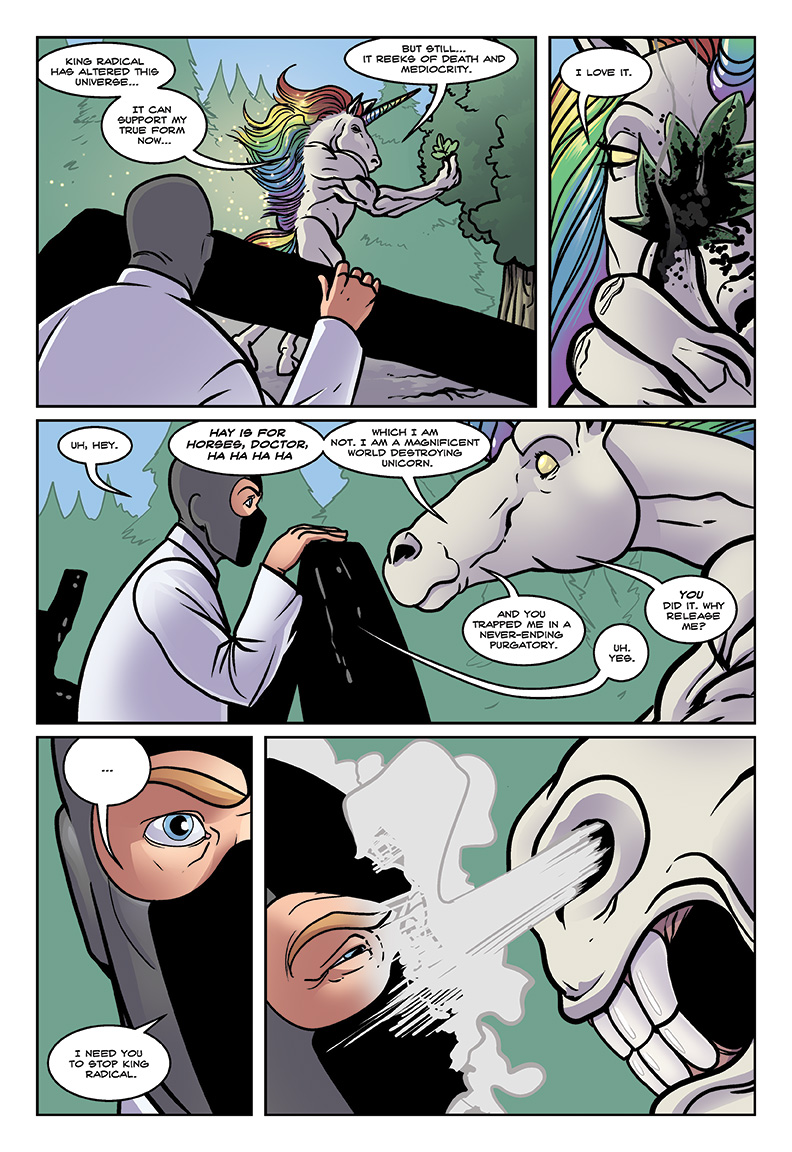 KING RADICAL
HAS ALTERED THIS
UNIVERSE...
IT CAN
SUPPORT MY
TRUE FORM
NOW...
BUT STILL...
IT REEKS OF DEATH AND
MEDIOCRITY.
I LOVE IT.
UH, HEY.
HAY IS FOR
HORSES, DOCTOR,
HA HA HA HA
WHICH I AM
NOT. I AM A MAGNIFICENT
WORLD DESTROYING
UNICORN.
AND YOU
TRAPPED ME IN A
NEVER-ENDING
PURGATORY.
YOU
DID IT. WHY
RELEASE
ME?
UH.
YES.
...
I NEED YOU
TO STOP KING
RADICAL.